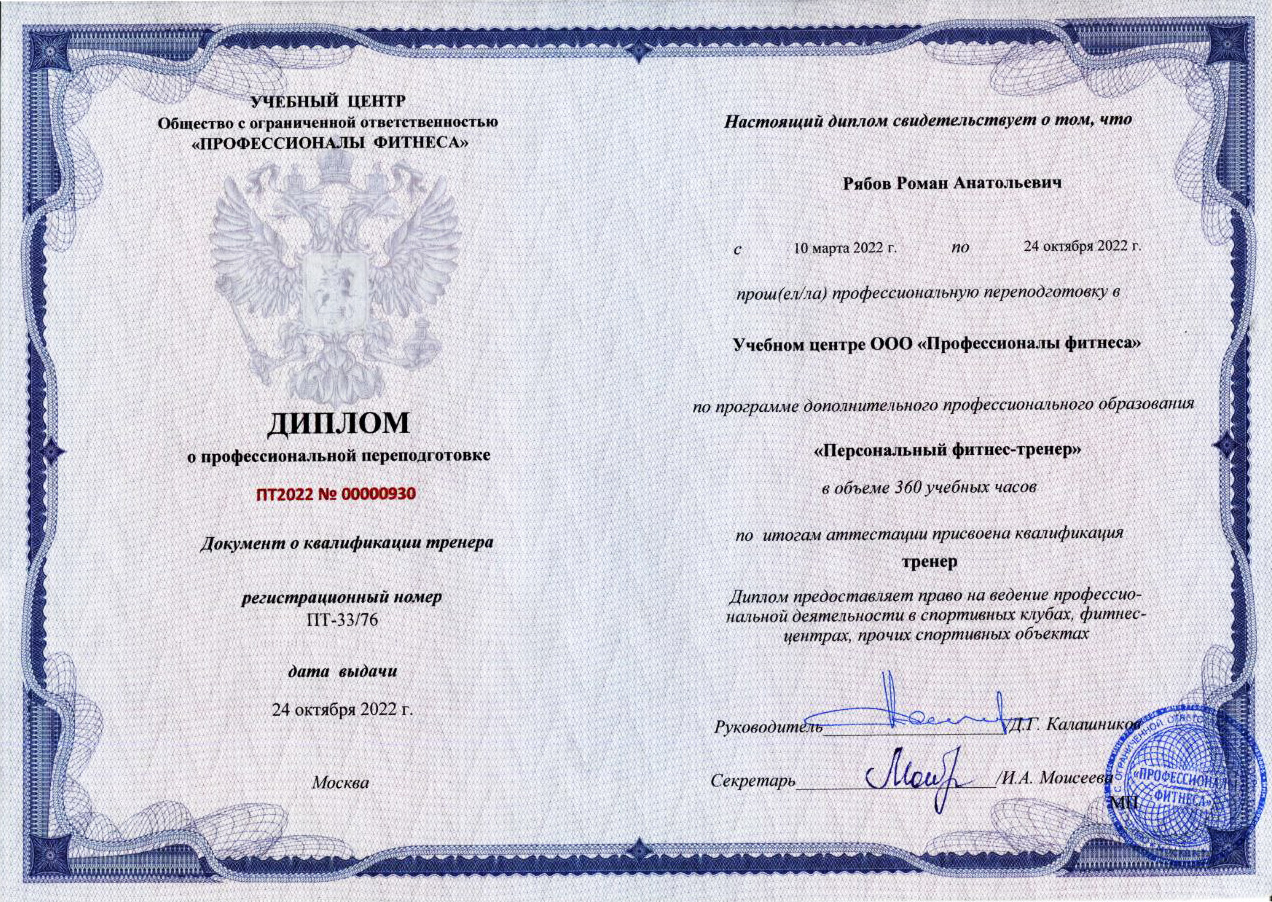 УЧЕБНЫЙ ЦЕНТР
Общество с ограниченной ответственностью
«ПРОФЕССИОНАЛЫ ФИТНЕСА»
ДИПЛОМ
о профессиональной переподготовке
ПТ2022 № 00000930
Документ о квалификации тренера
регистрационный номер
ПТ-33/76
дата выдачи
24 октября 2022 г.
Москва
Настоящий диплом свидетельствует о том, что
Рябов Роман Анатольевич
с 10 марта 2022 г. по 24 октября 2022 г.
прош(ел/ла) профессиональную переподготовку в
Учебном центре ООО «Профессионалы фитнеса»
по программе дополнительного профессионального образования
«Персональный фитнес-тренер»
в объеме 360 учебных часов
по итогам аттестации присвоена квалификация
тренер
Диплом предоставляет право на ведение профессио-
нальной деятельности в спортивных клубах, фитнес-
центрах, прочих спортивных объектах
Руководитель /Д.Г. Калашников
Секретарь /И.А. Моисеева
МП
«ПРОФЕССИОНАЛЫ
ФИТНЕСА»